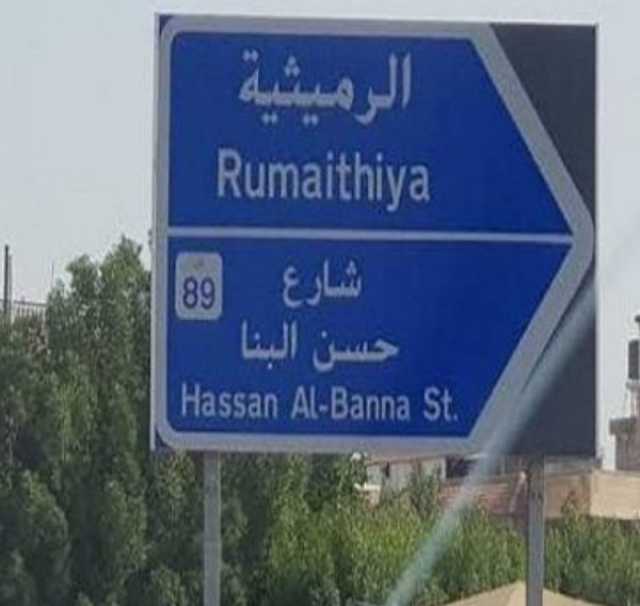 الرميثية
Rumaithiya
89
شارع
حسن البنا
Hassan Al-Banna St.